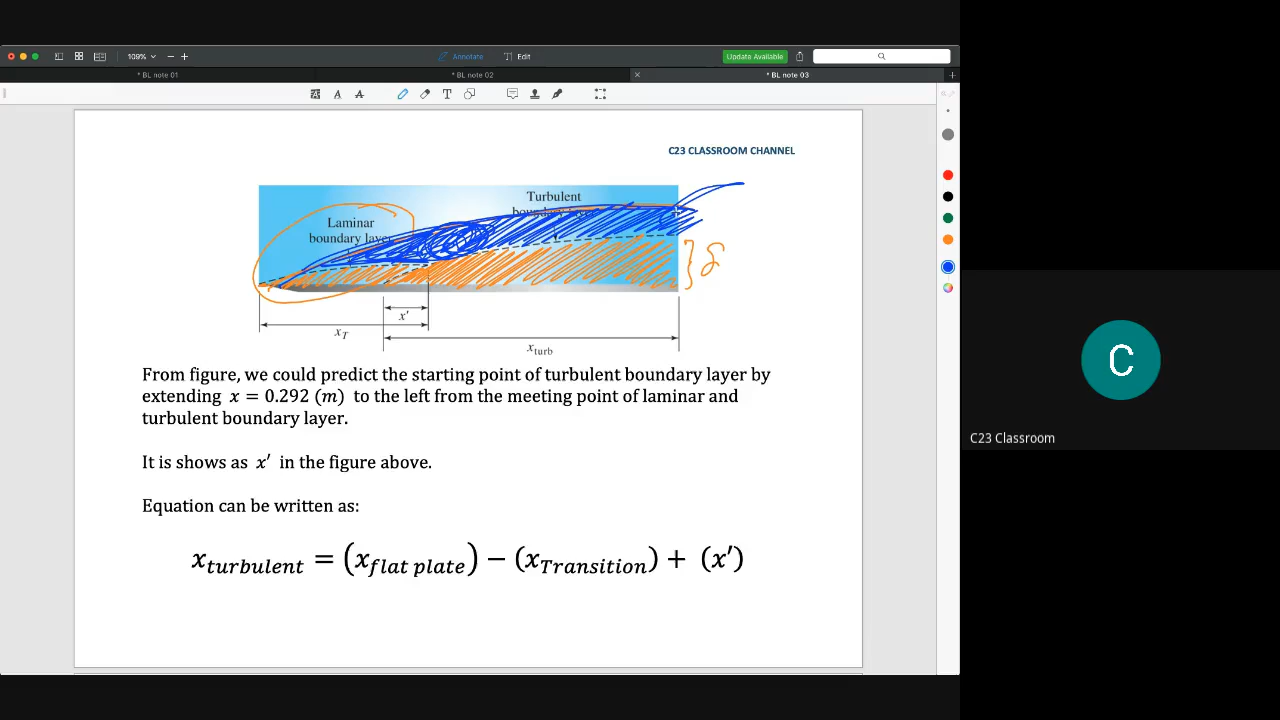 109%
Annotate
Edit
Update Available
* BL note 01
* BL note 02
* BL note 03
C23 CLASSROOM CHANNEL
Turbulent
boundary layer
Laminar
boundary layer
δ
x'
x_T
x_turb
From figure, we could predict the starting point of turbulent boundary layer by
extending x = 0.292 (m) to the left from the meeting point of laminar and
turbulent boundary layer.
It is shows as x′ in the figure above.
Equation can be written as:
x_turbulent = (x_flat plate) − (x_Transition) + (x′)
C
C23 Classroom